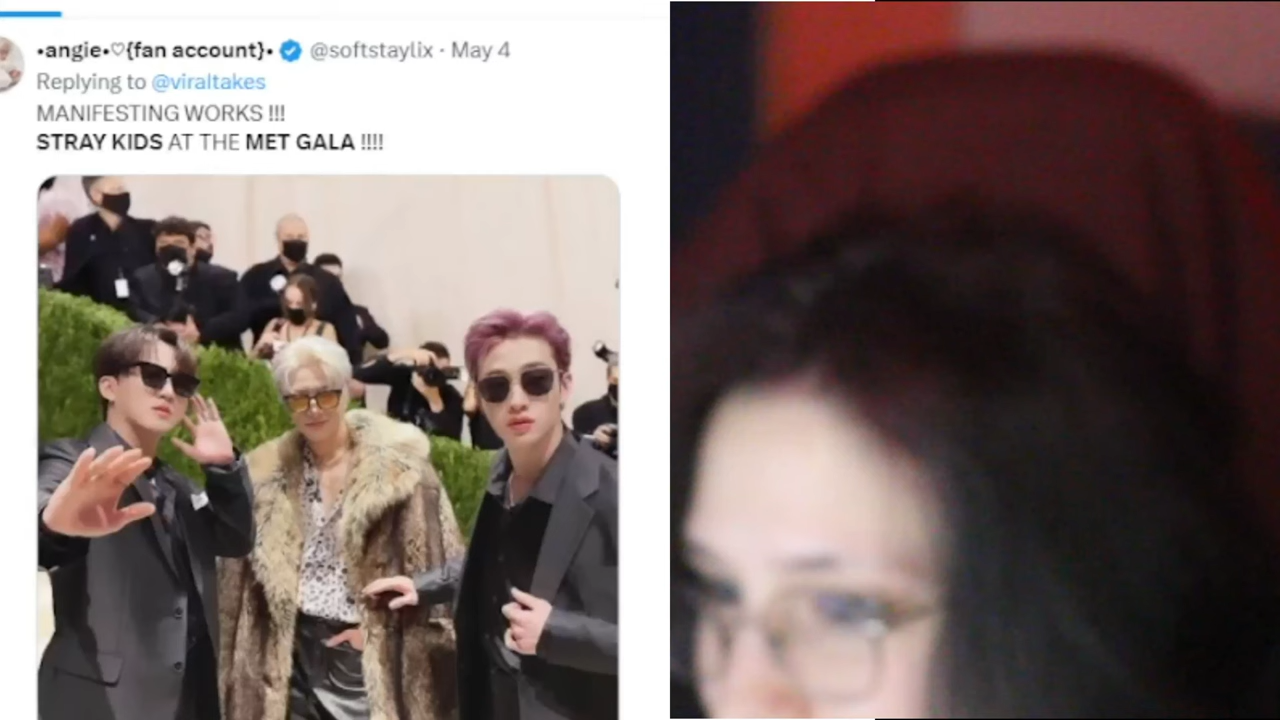 •angie•♡{fan account}• @softstaylix · May 4
Replying to @viraltakes
MANIFESTING WORKS !!!
STRAY KIDS AT THE MET GALA !!!!